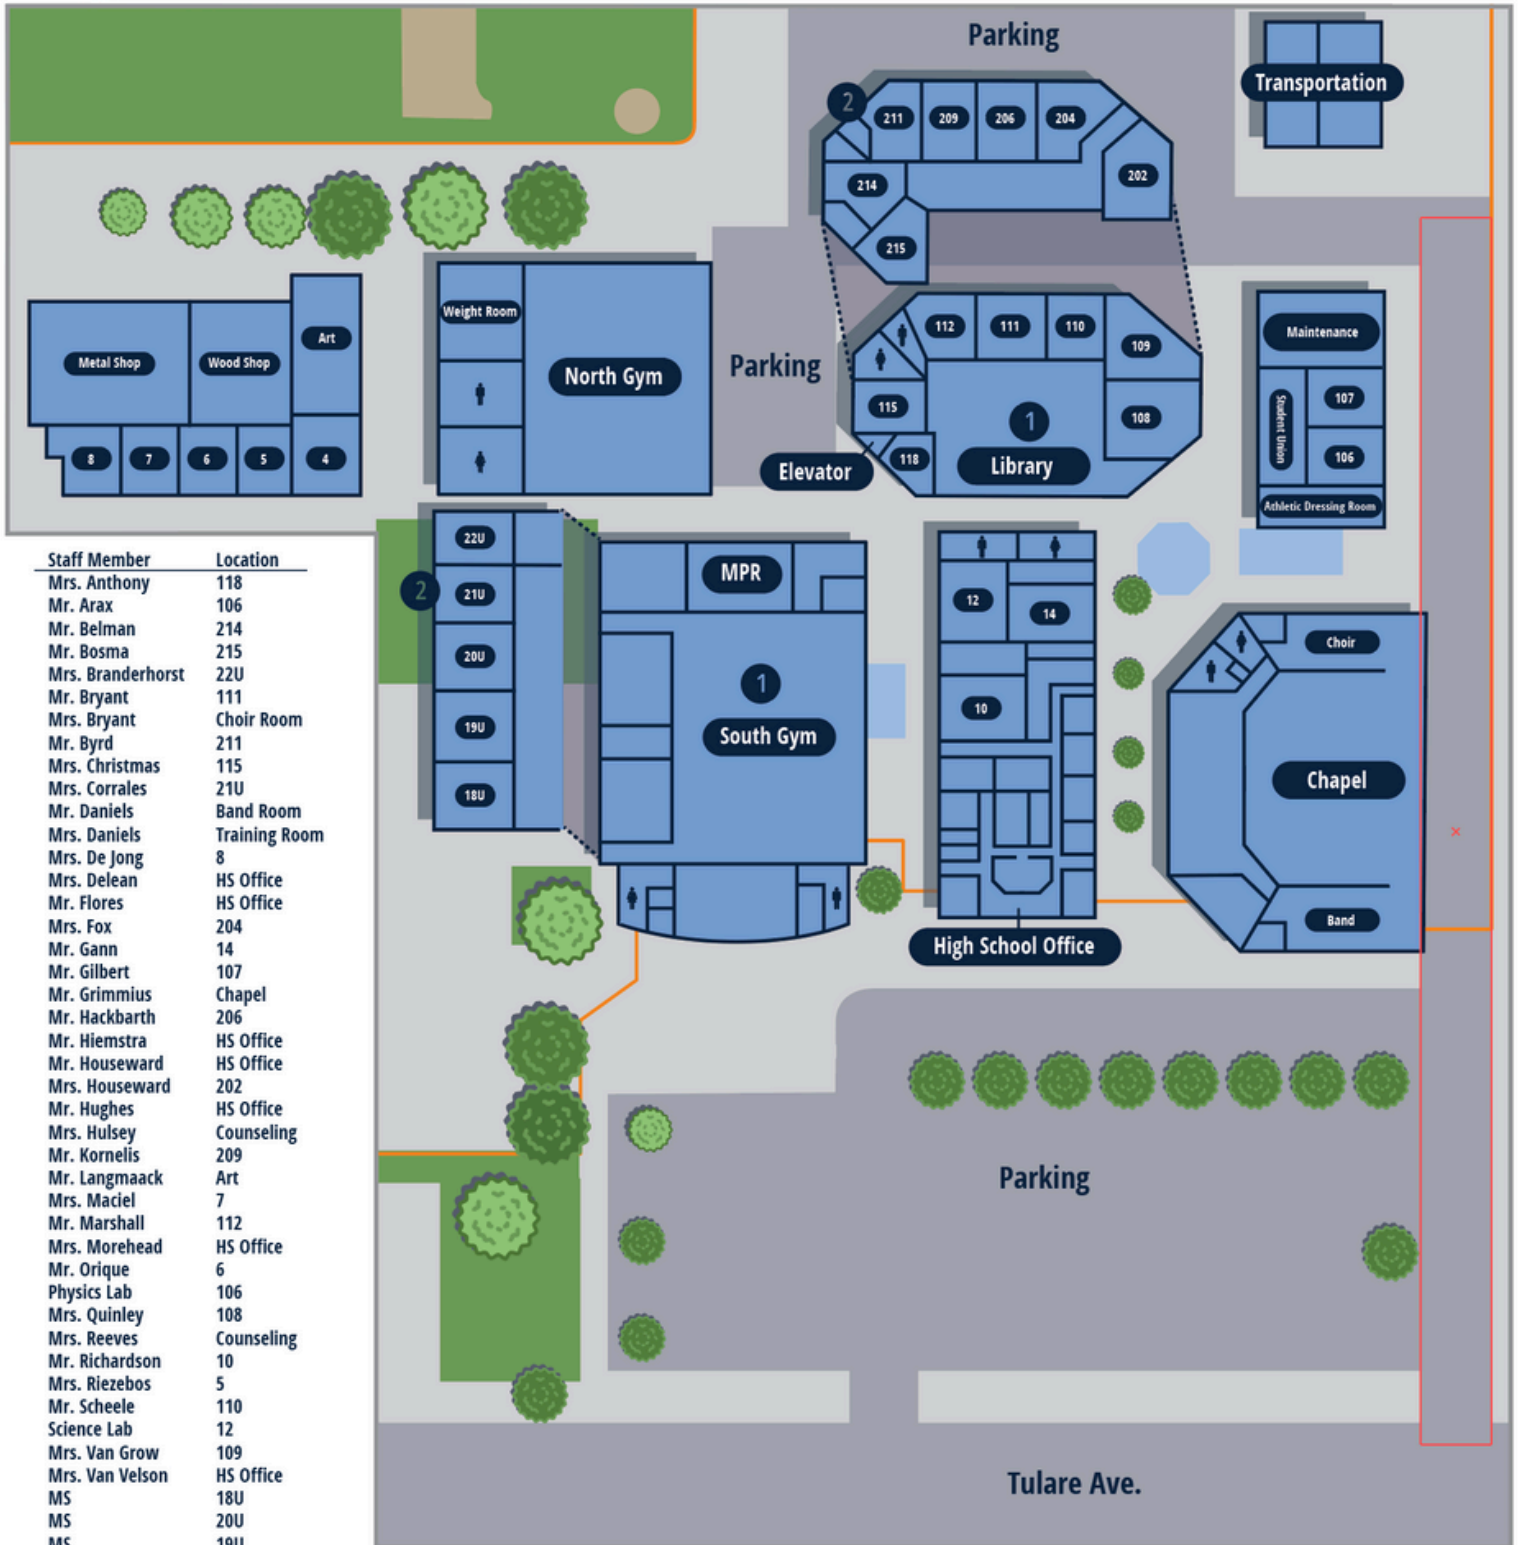 Parking
Transportation
2
211
209
206
204
202
214
215
Weight Room
North Gym
Parking
112
111
110
109
115
108
1
Library
118
Elevator
Maintenance
Student Union
107
106
Athletic Dressing Room
Metal Shop
Wood Shop
Art
8
7
6
5
4
22U
21U
2
20U
19U
18U
MPR
1
South Gym
12
14
10
High School Office
Choir
Chapel
Band
Parking
Tulare Ave.
Staff Member Location
Mrs. Anthony 118
Mr. Arax 106
Mr. Belman 214
Mr. Bosma 215
Mrs. Branderhorst 22U
Mr. Bryant 111
Mrs. Bryant Choir Room
Mr. Byrd 211
Mrs. Christmas 115
Mrs. Corrales 21U
Mr. Daniels Band Room
Mrs. Daniels Training Room
Mrs. De Jong 8
Mrs. Delean HS Office
Mr. Flores HS Office
Mrs. Fox 204
Mr. Gann 14
Mr. Gilbert 107
Mr. Grimmius Chapel
Mr. Hackbarth 206
Mr. Hiemstra HS Office
Mr. Houseward HS Office
Mrs. Houseward 202
Mr. Hughes HS Office
Mrs. Hulsey Counseling
Mr. Kornelis 209
Mr. Langmaack Art
Mrs. Maciel 7
Mr. Marshall 112
Mrs. Morehead HS Office
Mr. Orique 6
Physics Lab 106
Mrs. Quinley 108
Mrs. Reeves Counseling
Mr. Richardson 10
Mrs. Riezebos 5
Mr. Scheele 110
Science Lab 12
Mrs. Van Grow 109
Mrs. Van Velson HS Office
MS 18U
MS 20U
MS 19U